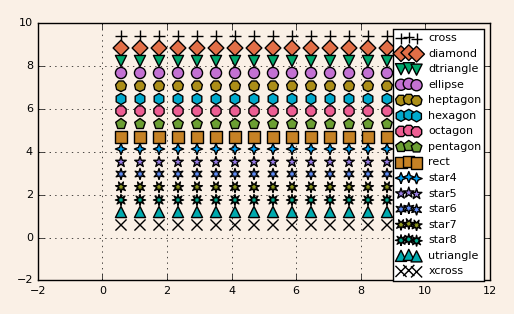 10
8
6
4
2
0
−2
−2
0
2
4
6
8
10
12
cross
diamond
dtriangle
ellipse
heptagon
hexagon
octagon
pentagon
rect
star4
star5
star6
star7
star8
utriangle
xcross